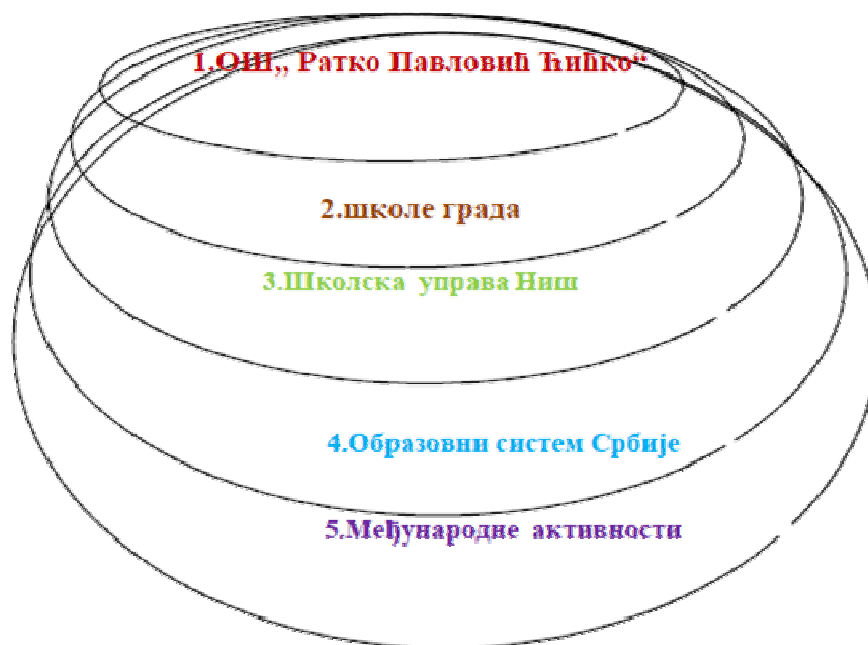 1.ОШ„ Ратко Павловић Ћићко“
2.школе града
3.Школска управа Ниш
4.Образовни систем Србије
5.Међународне активности